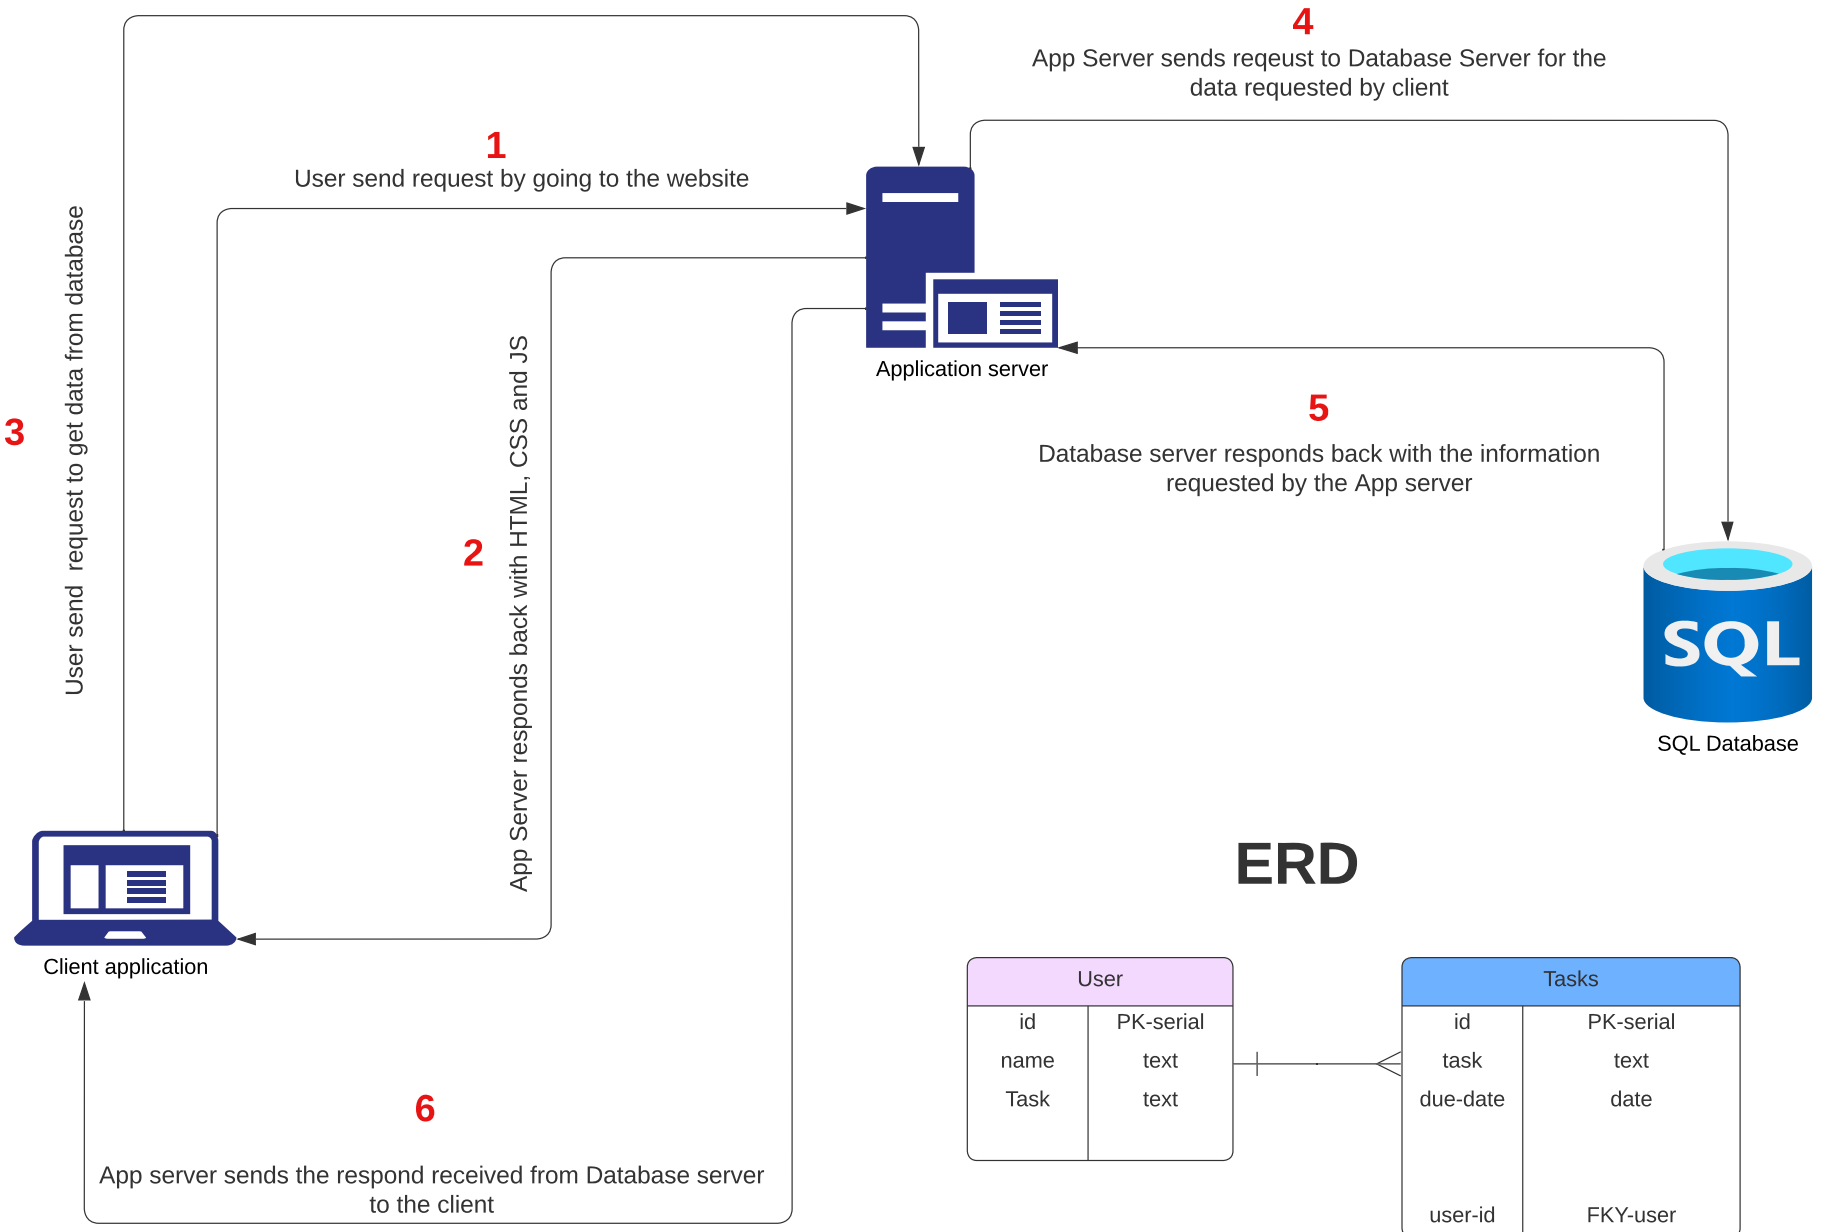 4
App Server sends reqeust to Database Server for the
data requested by client
1
User send request by going to the website
3
User send  request to get data from database
2
App Server responds back with HTML, CSS and JS
Application server
5
Database server responds back with the information
requested by the App server
SQL
SQL Database
Client application
6
App server sends the respond received from Database server
to the client
ERD
User
id PK-serial
name text
Task text
Tasks
id PK-serial
task text
due-date date
user-id FKY-user